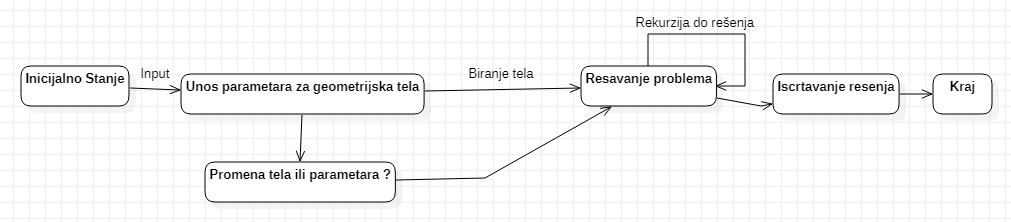 Rekurzija do rešenja
Inicijalno Stanje
Input
Unos parametara za geometrijska tela
Biranje tela
Resavanje problema
Iscrtavanje resenja
Kraj
Promena tela ili parametara ?